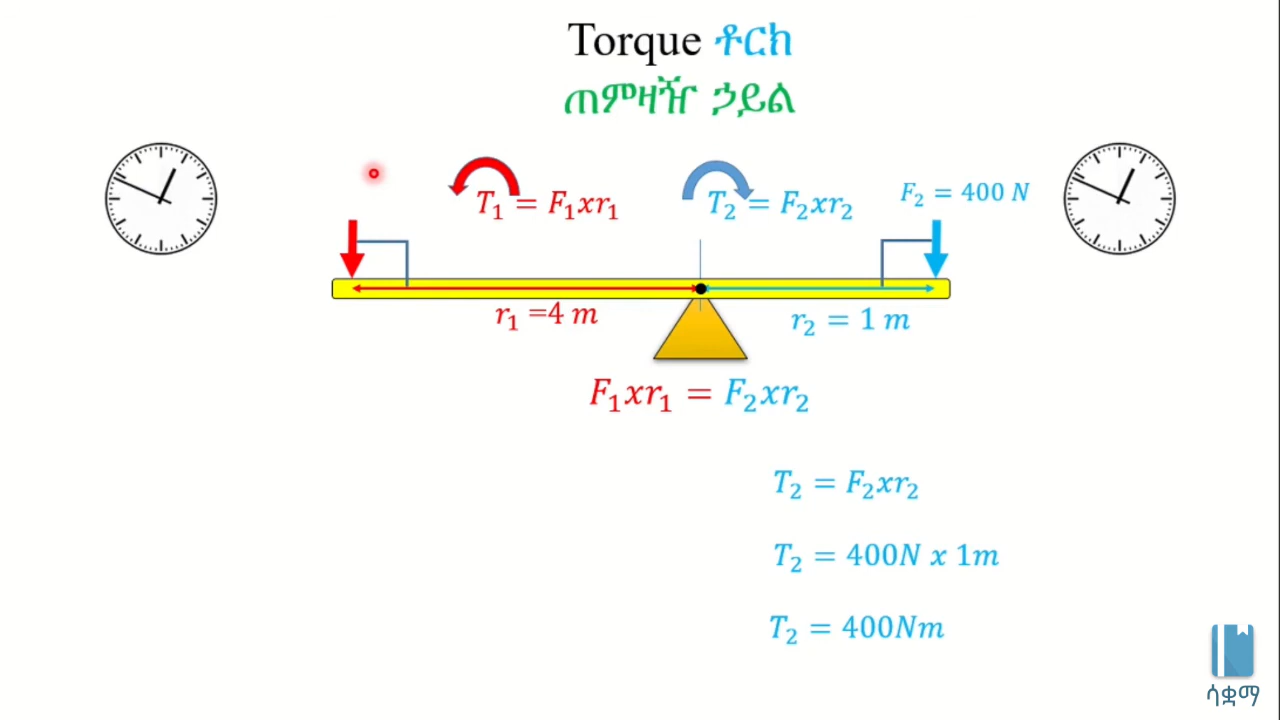 Torque ቶርክ
ጠምዛዥ ኃይል
T₁ = F₁xr₁
T₂ = F₂xr₂
F₂ = 400 N
r₁ =4 m
r₂ = 1 m
F₁xr₁ = F₂xr₂
T₂ = F₂xr₂
T₂ = 400N x 1m
T₂ = 400Nm
ሳቋማ